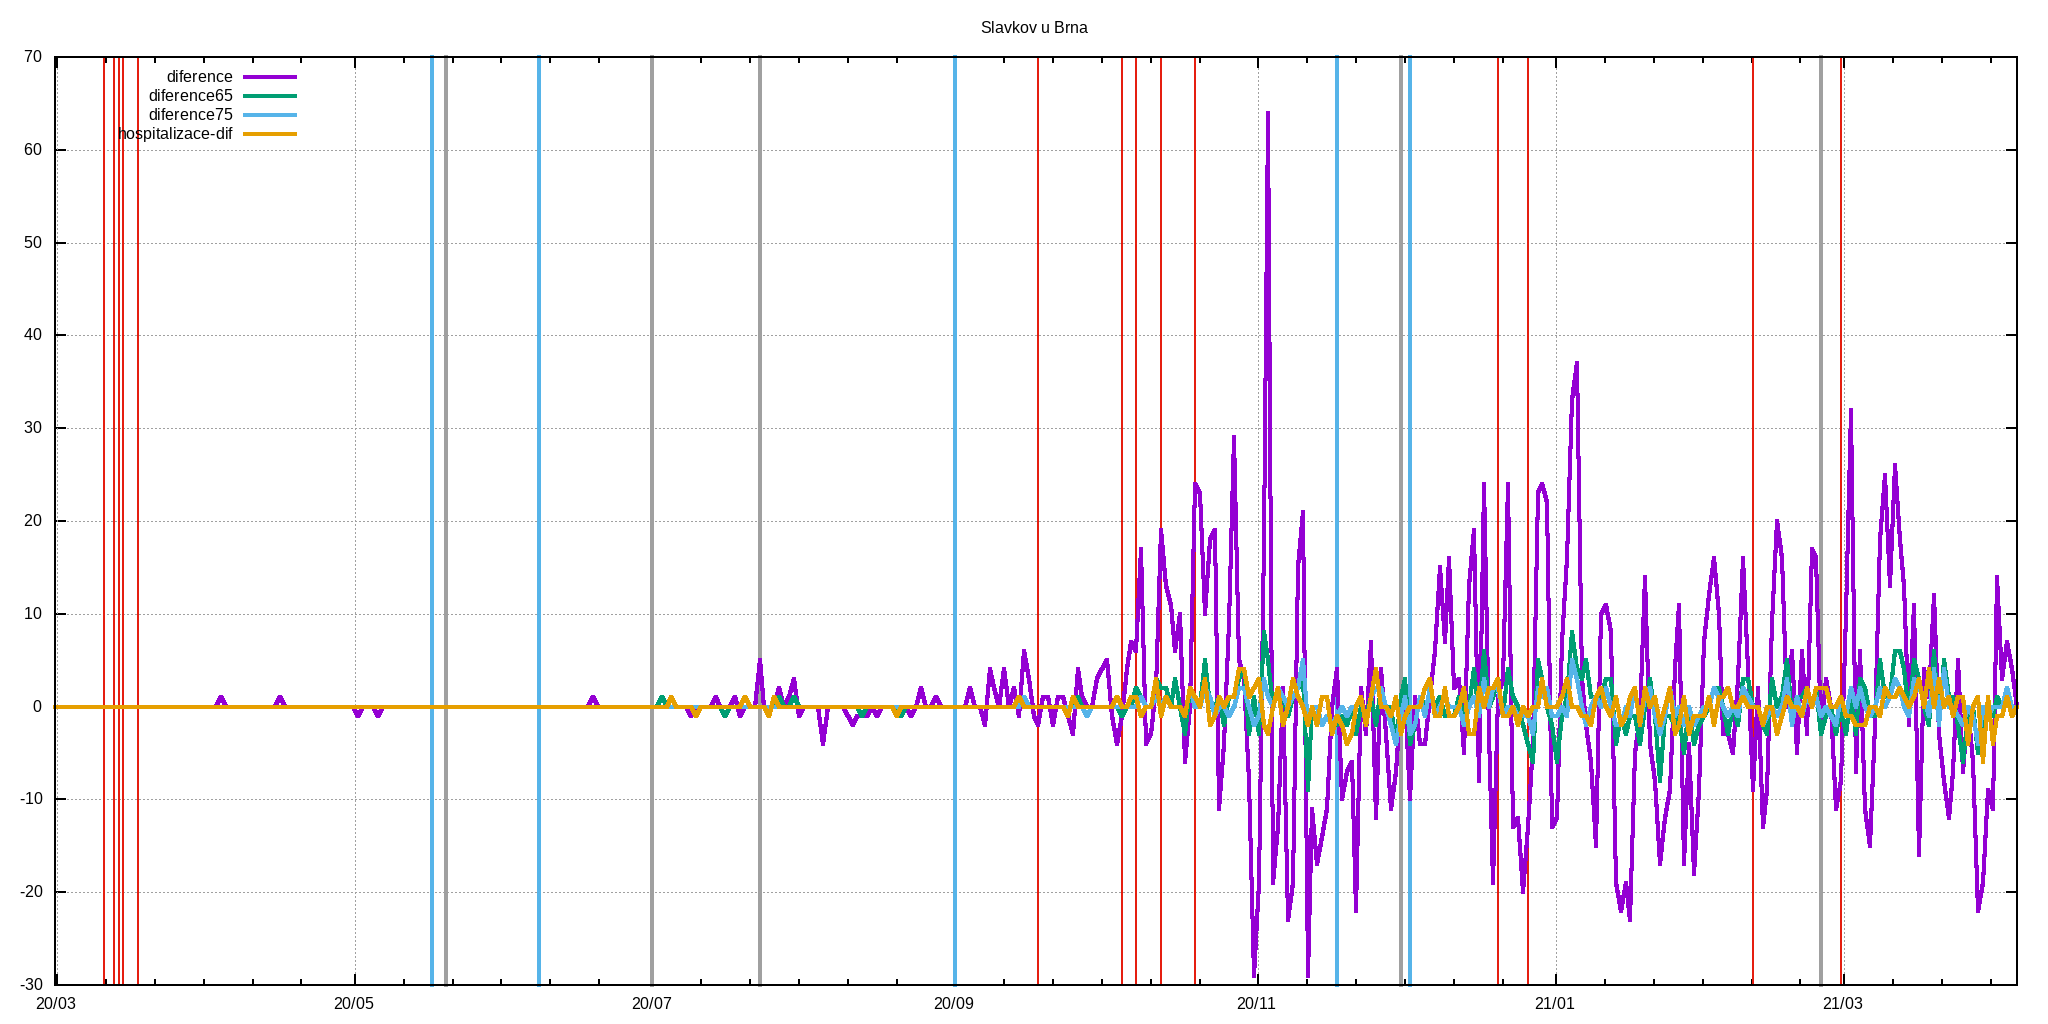 Slavkov u Brna
70
60
50
40
30
20
10
0
-10
-20
-30
diference
diference65
diference75
hospitalizace-dif
20/03 20/05 20/07 20/09 20/11 21/01 21/03